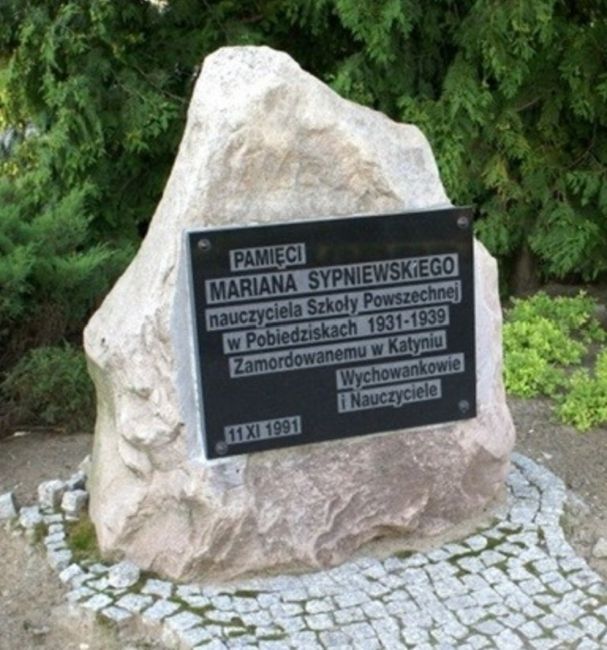 PAMIĘCI
MARIANA SYPNIEWSKiEGO
nauczyciela Szkoły Powszechnej
w Pobiedziskach 1931-1939
Zamordowanemu w Katyniu
Wychowankowie
i Nauczyciele
11 XI 1991